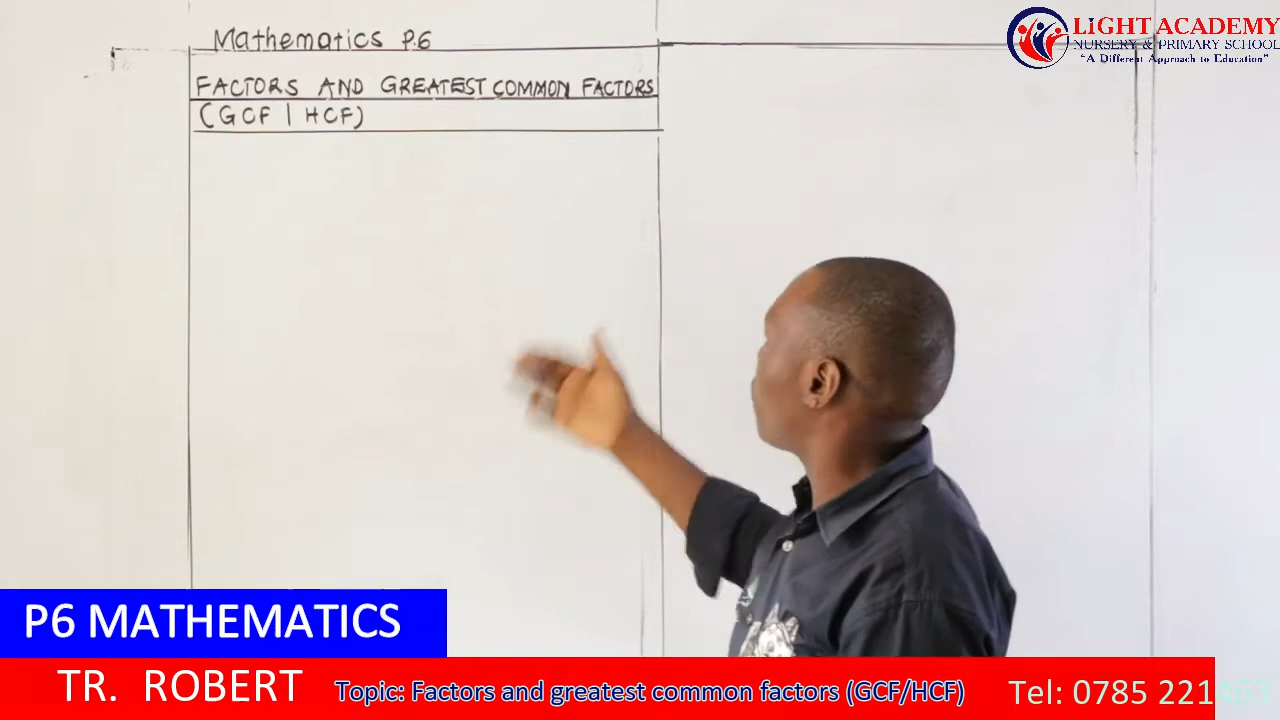 Mathematics P.6
FACTORS AND GREATEST COMMON FACTORS
(GCF | HCF)
LIGHT ACADEMY
NURSERY & PRIMARY SCHOOL
"A Different Approach to Education"
P6 MATHEMATICS
TR. ROBERT
Topic: Factors and greatest common factors (GCF/HCF)
Tel: 0785 221463